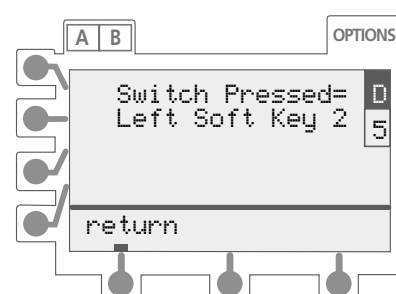 A B
OPTIONS
Switch Pressed= D
Left Soft Key 2 5
return